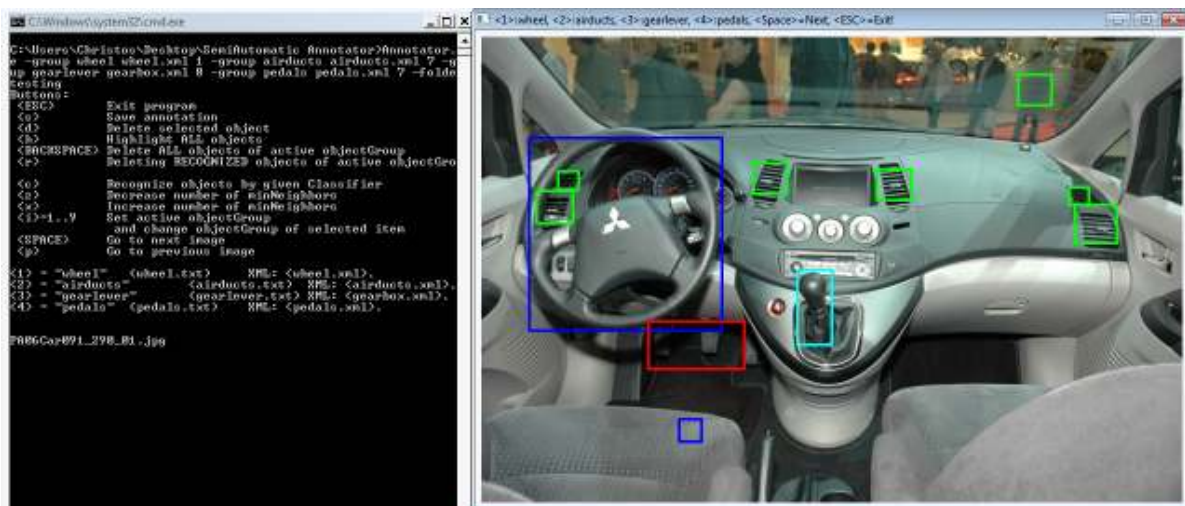 C:\Windows\system32\cmd.exe
C:\Users\Christos\Desktop\SemiAutomatic Annotator>Annotator.
r -group wheel wheel.xml 1 -group airducts airducts.xml 7 -g
up gearlever gearbox.xml 0 -group pedals pedals.xml 7 -folde
testing
Buttons:
<ESC> Exit program
<s> Save annotation
<d> Delete selected object
<h> Highlight ALL objects
<BACKSPACE> Delete ALL objects of active objectGroup
<r> Deleting RECOGNIZED objects of active objectGro
<c> Recognize objects by given Classifier
<z> Decrease number of minNeighbors
<x> Increase number of minNeighbors
<i>=1..9 Set active objectGroup
and change objectGroup of selected item
<SPACE> Go to next image
<p> Go to previous image
<1> = "wheel" (wheel.txt) XML: <wheel.xml>.
<2> = "airducts" (airducts.txt) XML: <airducts.xml>.
<3> = "gearlever" (gearlever.txt) XML: <gearbox.xml>.
<4> = "pedals" (pedals.txt) XML: <pedals.xml>.
PA06Car091_290_01.jpg
<1>:wheel, <2>:airducts, <3>:gearlever, <4>:pedals, <Space>=Next, <ESC>=Exit!